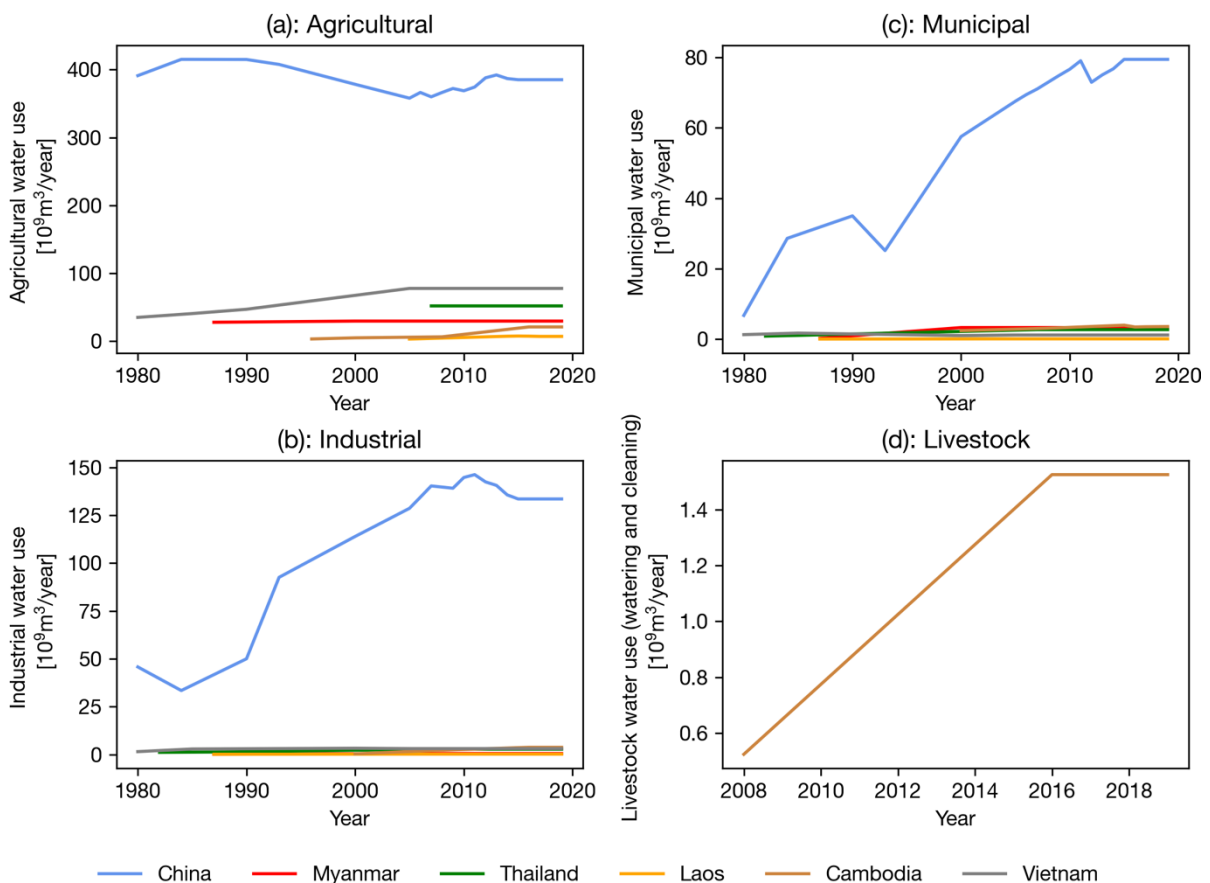 (a): Agricultural
Agricultural water use
[10⁹m³/year]
400
300
200
100
0
1980
1990
2000
2010
2020
Year
(c): Municipal
Municipal water use
[10⁹m³/year]
80
60
40
20
0
1980
1990
2000
2010
2020
Year
(b): Industrial
Industrial water use
[10⁹m³/year]
150
125
100
75
50
25
0
1980
1990
2000
2010
2020
Year
(d): Livestock
Livestock water use (watering and cleaning)
[10⁹m³/year]
1.4
1.2
1.0
0.8
0.6
2008
2010
2012
2014
2016
2018
Year
China
Myanmar
Thailand
Laos
Cambodia
Vietnam